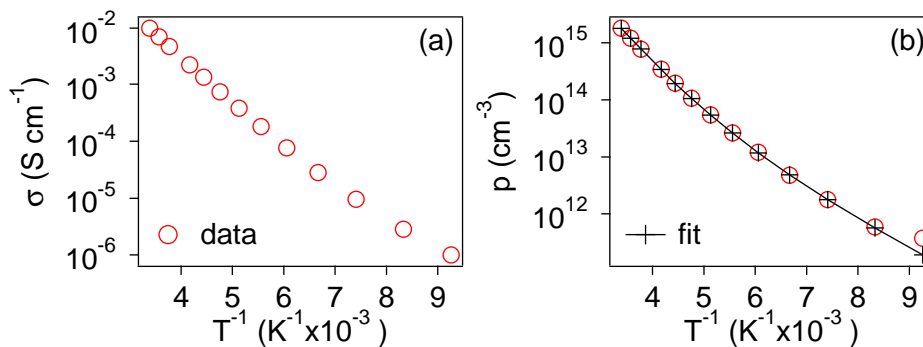 (a)
10^-2
10^-3
10^-4
10^-5
10^-6
σ (S cm^-1)
data
4 5 6 7 8 9
T^-1 (K^-1x10^-3)
(b)
10^15
10^14
10^13
10^12
p (cm^-3)
fit
4 5 6 7 8 9
T^-1 (K^-1x10^-3)